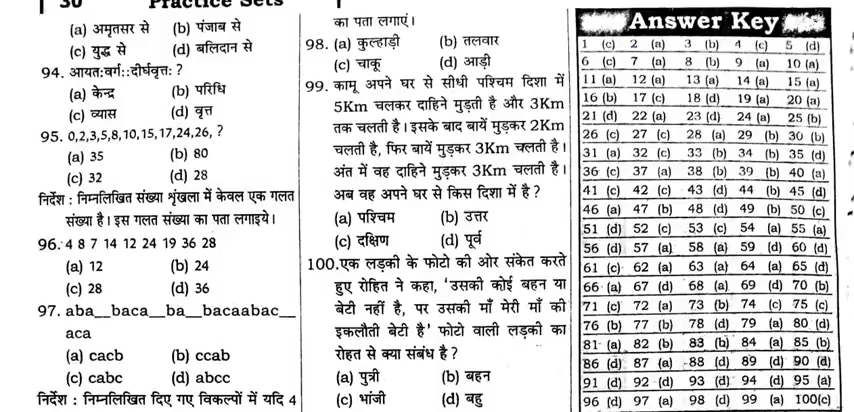 30 Practice Sets
(a) अमृतसर से (b) पंजाब से
(c) युद्ध से (d) बलिदान से
94. आयत:वर्ग::दीर्घवृत्त: ?
(a) केन्द्र (b) परिधि
(c) व्यास (d) वृत्त
95. 0,2,3,5,8,10,15,17,24,26, ?
(a) 35 (b) 80
(c) 32 (d) 28
निर्देश : निम्नलिखित संख्या श्रृंखला में केवल एक गलत
संख्या है। इस गलत संख्या का पता लगाइये।
96. 4 8 7 14 12 24 19 36 28
(a) 12 (b) 24
(c) 28 (d) 36
97. aba__baca__ba__bacaabac__
aca
(a) cacb (b) ccab
(c) cabc (d) abcc
निर्देश : निम्नलिखित दिए गए विकल्पों में यदि 4
का पता लगाएं।
98. (a) कुल्हाड़ी (b) तलवार
(c) चाकू (d) आड़ी
99. कामू अपने घर से सीधी पश्चिम दिशा में
5Km चलकर दाहिने मुड़ती है और 3Km
तक चलती है। इसके बाद बायें मुड़कर 2Km
चलती है, फिर बायें मुड़कर 3Km चलती है।
अंत में वह दाहिने मुड़कर 3Km चलती है।
अब वह अपने घर से किस दिशा में है ?
(a) पश्चिम (b) उत्तर
(c) दक्षिण (d) पूर्व
100.एक लड़की के फोटो की ओर संकेत करते
हुए रोहित ने कहा, 'उसकी कोई बहन या
बेटी नहीं है, पर उसकी माँ मेरी माँ की
इकलौती बेटी है' फोटो वाली लड़की का
रोहत से क्या संबंध है ?
(a) पुत्री (b) बहन
(c) भांजी (d) बहु
Answer Key
1 (c) 2 (a) 3 (b) 4 (c) 5 (d)
6 (c) 7 (a) 8 (b) 9 (a) 10 (a)
11 (a) 12 (a) 13 (a) 14 (a) 15 (a)
16 (b) 17 (c) 18 (d) 19 (a) 20 (a)
21 (d) 22 (a) 23 (d) 24 (a) 25 (b)
26 (c) 27 (c) 28 (a) 29 (b) 30 (b)
31 (a) 32 (c) 33 (b) 34 (b) 35 (d)
36 (c) 37 (a) 38 (b) 39 (b) 40 (a)
41 (c) 42 (c) 43 (d) 44 (b) 45 (d)
46 (a) 47 (b) 48 (d) 49 (b) 50 (c)
51 (d) 52 (c) 53 (c) 54 (a) 55 (a)
56 (d) 57 (a) 58 (a) 59 (d) 60 (d)
61 (c) 62 (a) 63 (a) 64 (a) 65 (d)
66 (a) 67 (d) 68 (a) 69 (d) 70 (b)
71 (c) 72 (a) 73 (b) 74 (c) 75 (c)
76 (b) 77 (b) 78 (d) 79 (a) 80 (d)
81 (a) 82 (b) 83 (b) 84 (a) 85 (b)
86 (d) 87 (a) 88 (d) 89 (d) 90 (d)
91 (d) 92 (d) 93 (d) 94 (d) 95 (a)
96 (d) 97 (a) 98 (d) 99 (a) 100(c)